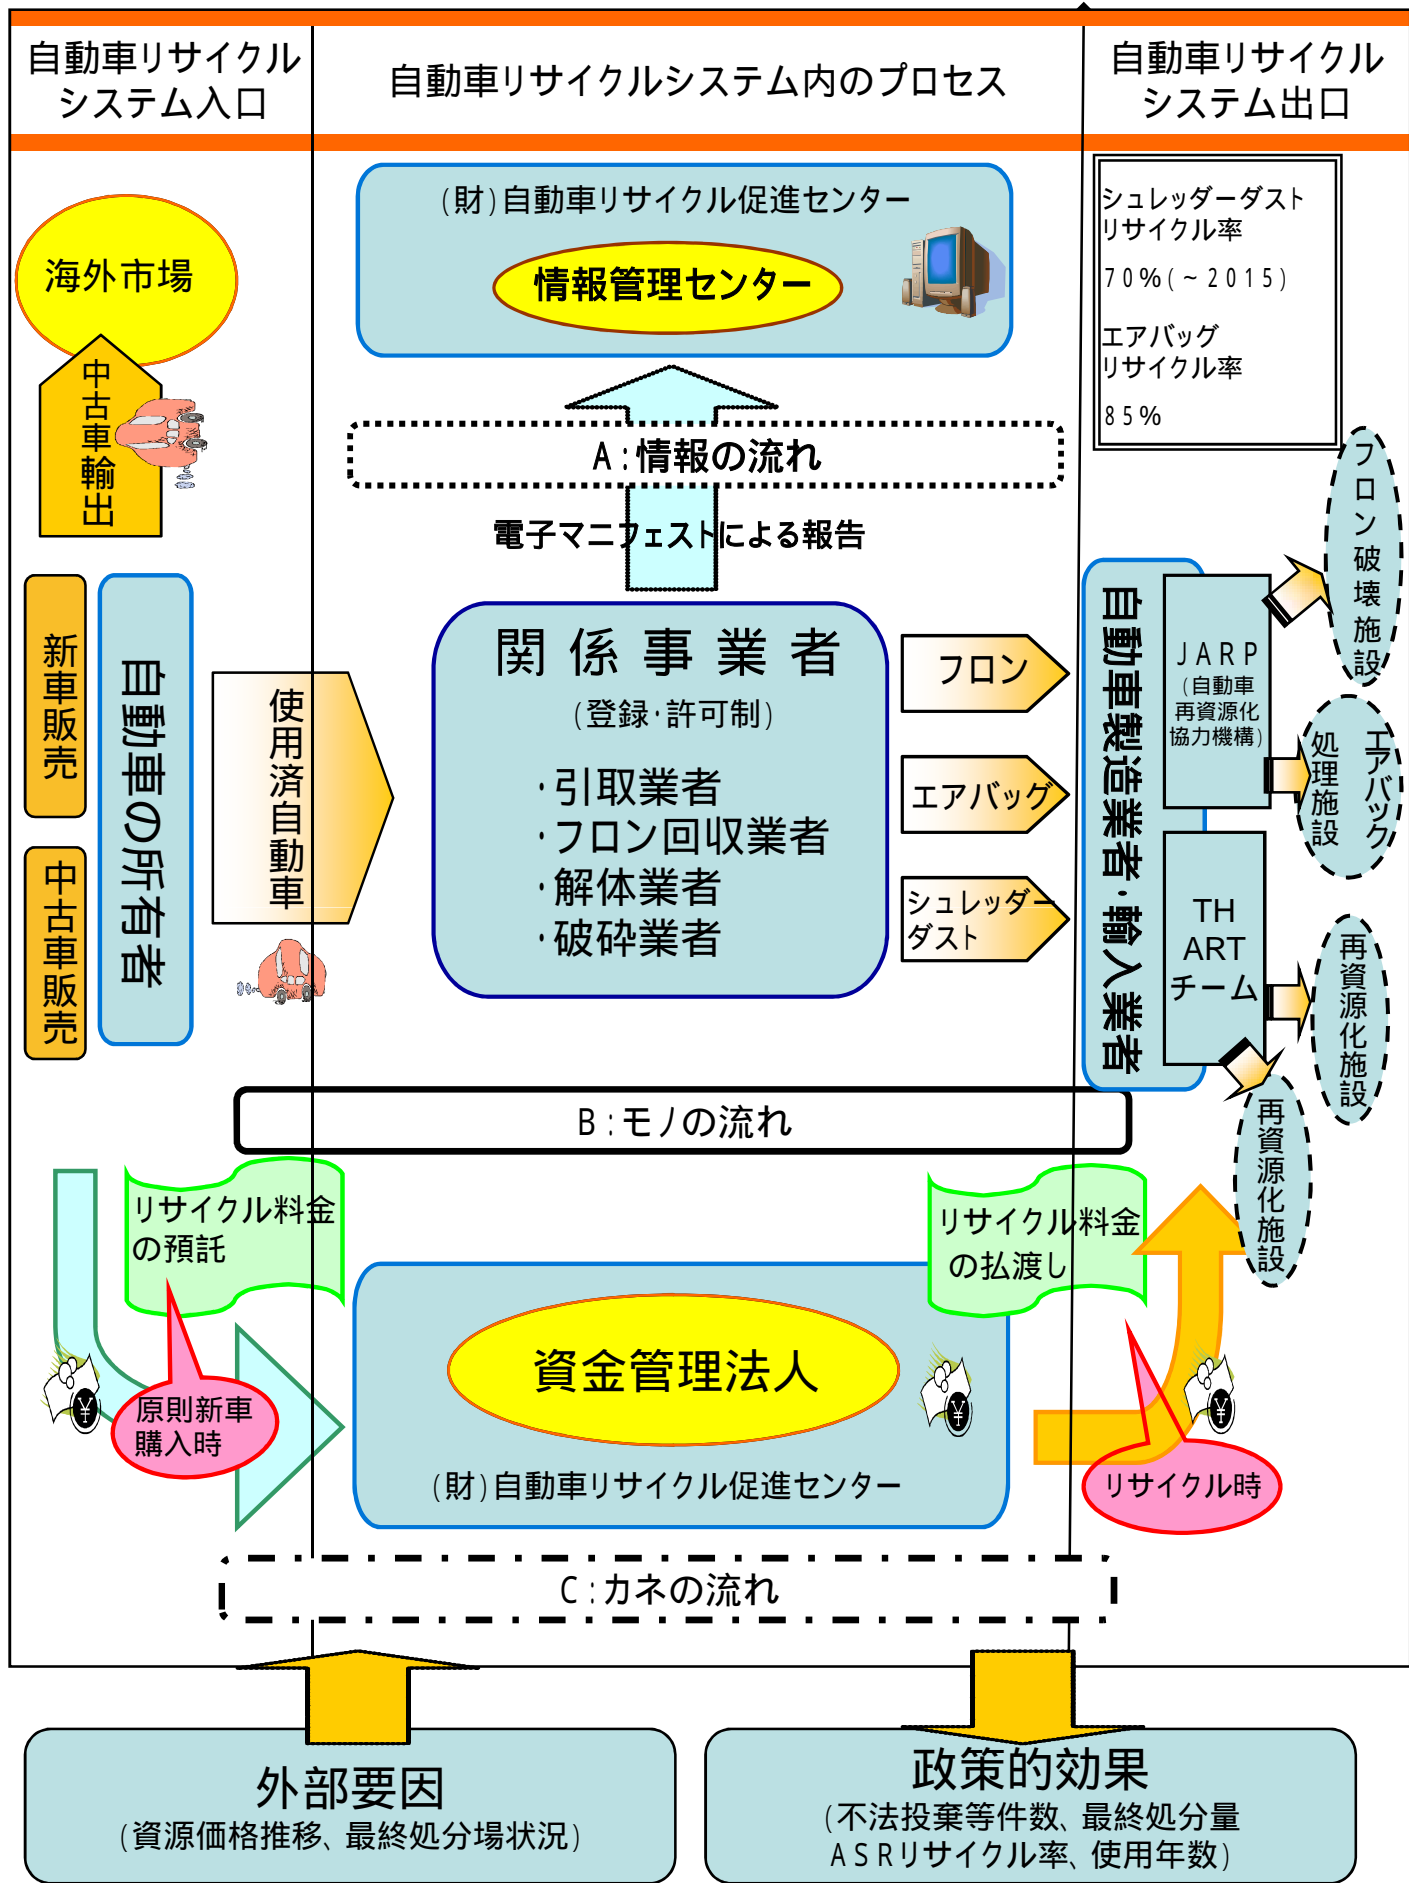 自動車リサイクル
システム入口
自動車リサイクルシステム内のプロセス
自動車リサイクル
システム出口
海外市場
中古車輸出
新車販売
中古車販売
自動車の所有者
使用済自動車
(財)自動車リサイクル促進センター
情報管理センター
A:情報の流れ
電子マニフェストによる報告
関係事業者
(登録・許可制)
・引取業者
・フロン回収業者
・解体業者
・破砕業者
フロン
エアバッグ
シュレッダー
ダスト
シュレッダーダスト
リサイクル率
70%(~2015)
エアバッグ
リサイクル率
85%
自動車製造業者・輸入業者
JARP
(自動車
再資源化
協力機構)
TH
ART
チーム
フロン破壊施設
エアバック
処理施設
再資源化施設
再資源化施設
B:モノの流れ
リサイクル料金
の預託
原則新車
購入時
資金管理法人
(財)自動車リサイクル促進センター
リサイクル料金
の払渡し
リサイクル時
C:カネの流れ
外部要因
(資源価格推移、最終処分場状況)
政策的効果
(不法投棄等件数、最終処分量
ASRリサイクル率、使用年数)